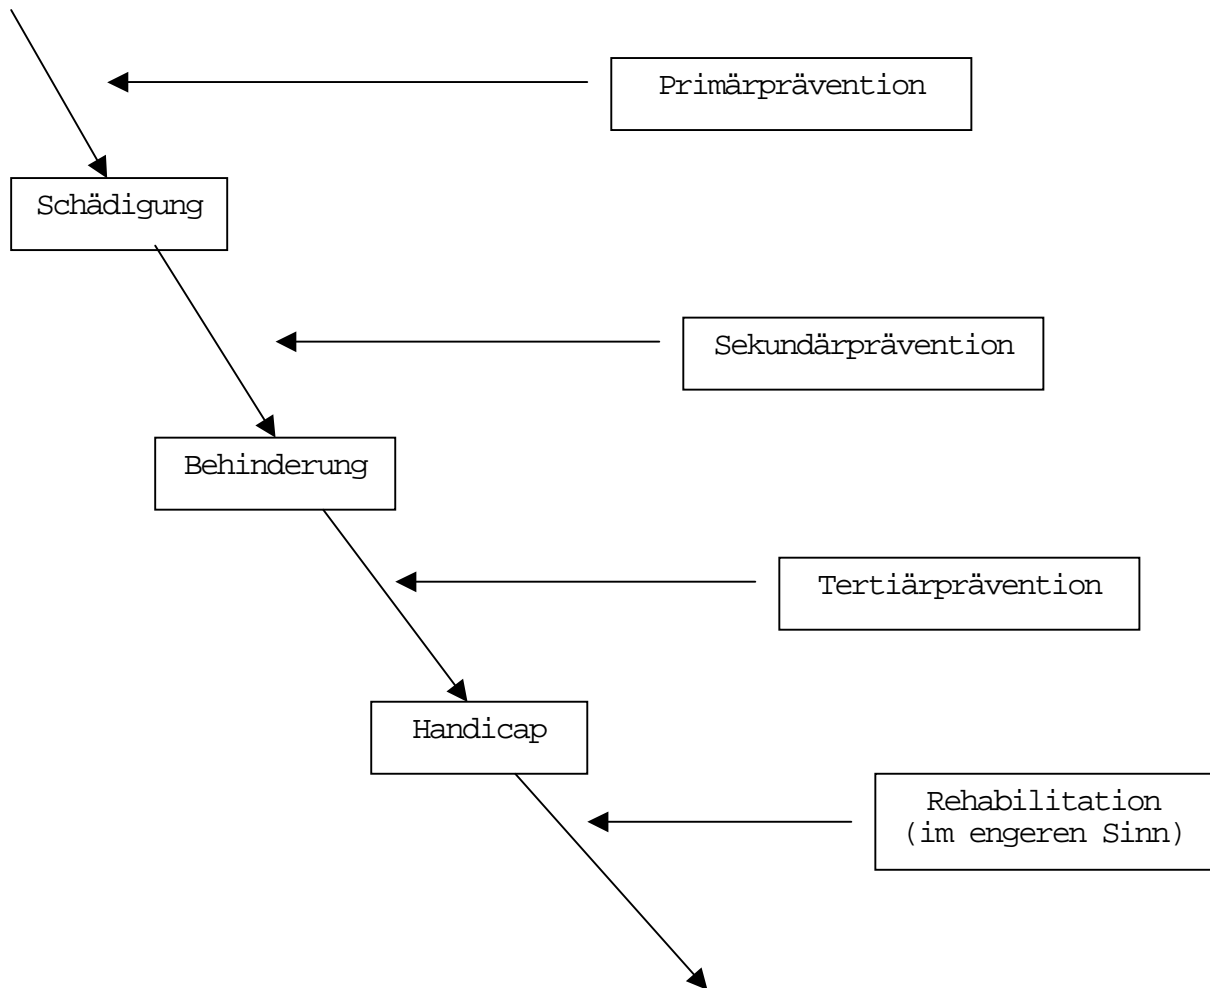 Primärprävention
Schädigung
Sekundärprävention
Behinderung
Tertiärprävention
Handicap
Rehabilitation
(im engeren Sinn)